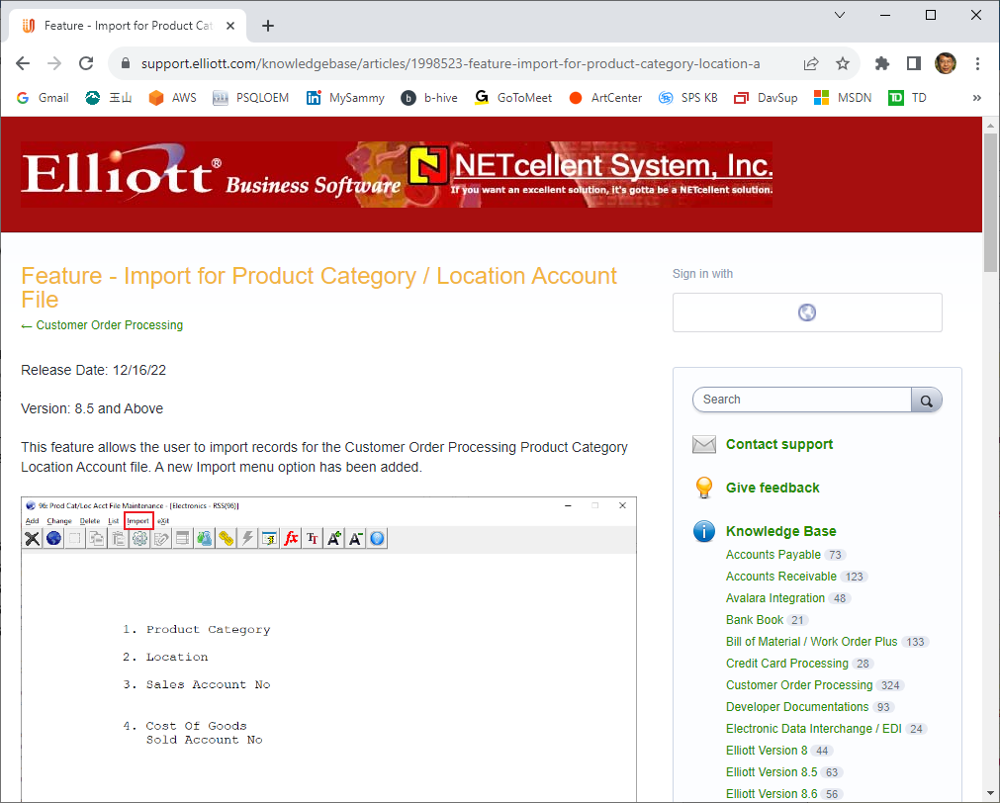 Feature - Import for Product Cat
support.elliott.com/knowledgebase/articles/1998523-feature-import-for-product-category-location-a
Gmail
玉山
AWS
PSQLOEM
MySammy
b-hive
GoToMeet
ArtCenter
SPS KB
DavSup
MSDN
TD
»
Elliott® Business Software
NETcellent System, Inc.
If you want an excellent solution, it's gotta be a NETcellent solution.
Feature - Import for Product Category / Location Account
File
← Customer Order Processing
Release Date: 12/16/22
Version: 8.5 and Above
This feature allows the user to import records for the Customer Order Processing Product Category
Location Account file. A new Import menu option has been added.
96: Prod Cat/Loc Acct File Maintenance - [Electronics - RSS(96)]
Add Change Delete List Import eXit
1. Product Category
2. Location
3. Sales Account No
4. Cost Of Goods
Sold Account No
Sign in with
Search
Contact support
Give feedback
Knowledge Base
Accounts Payable 73
Accounts Receivable 123
Avalara Integration 48
Bank Book 21
Bill of Material / Work Order Plus 133
Credit Card Processing 28
Customer Order Processing 324
Developer Documentations 93
Electronic Data Interchange / EDI 24
Elliott Version 8 44
Elliott Version 8.5 63
Elliott Version 8.6 56